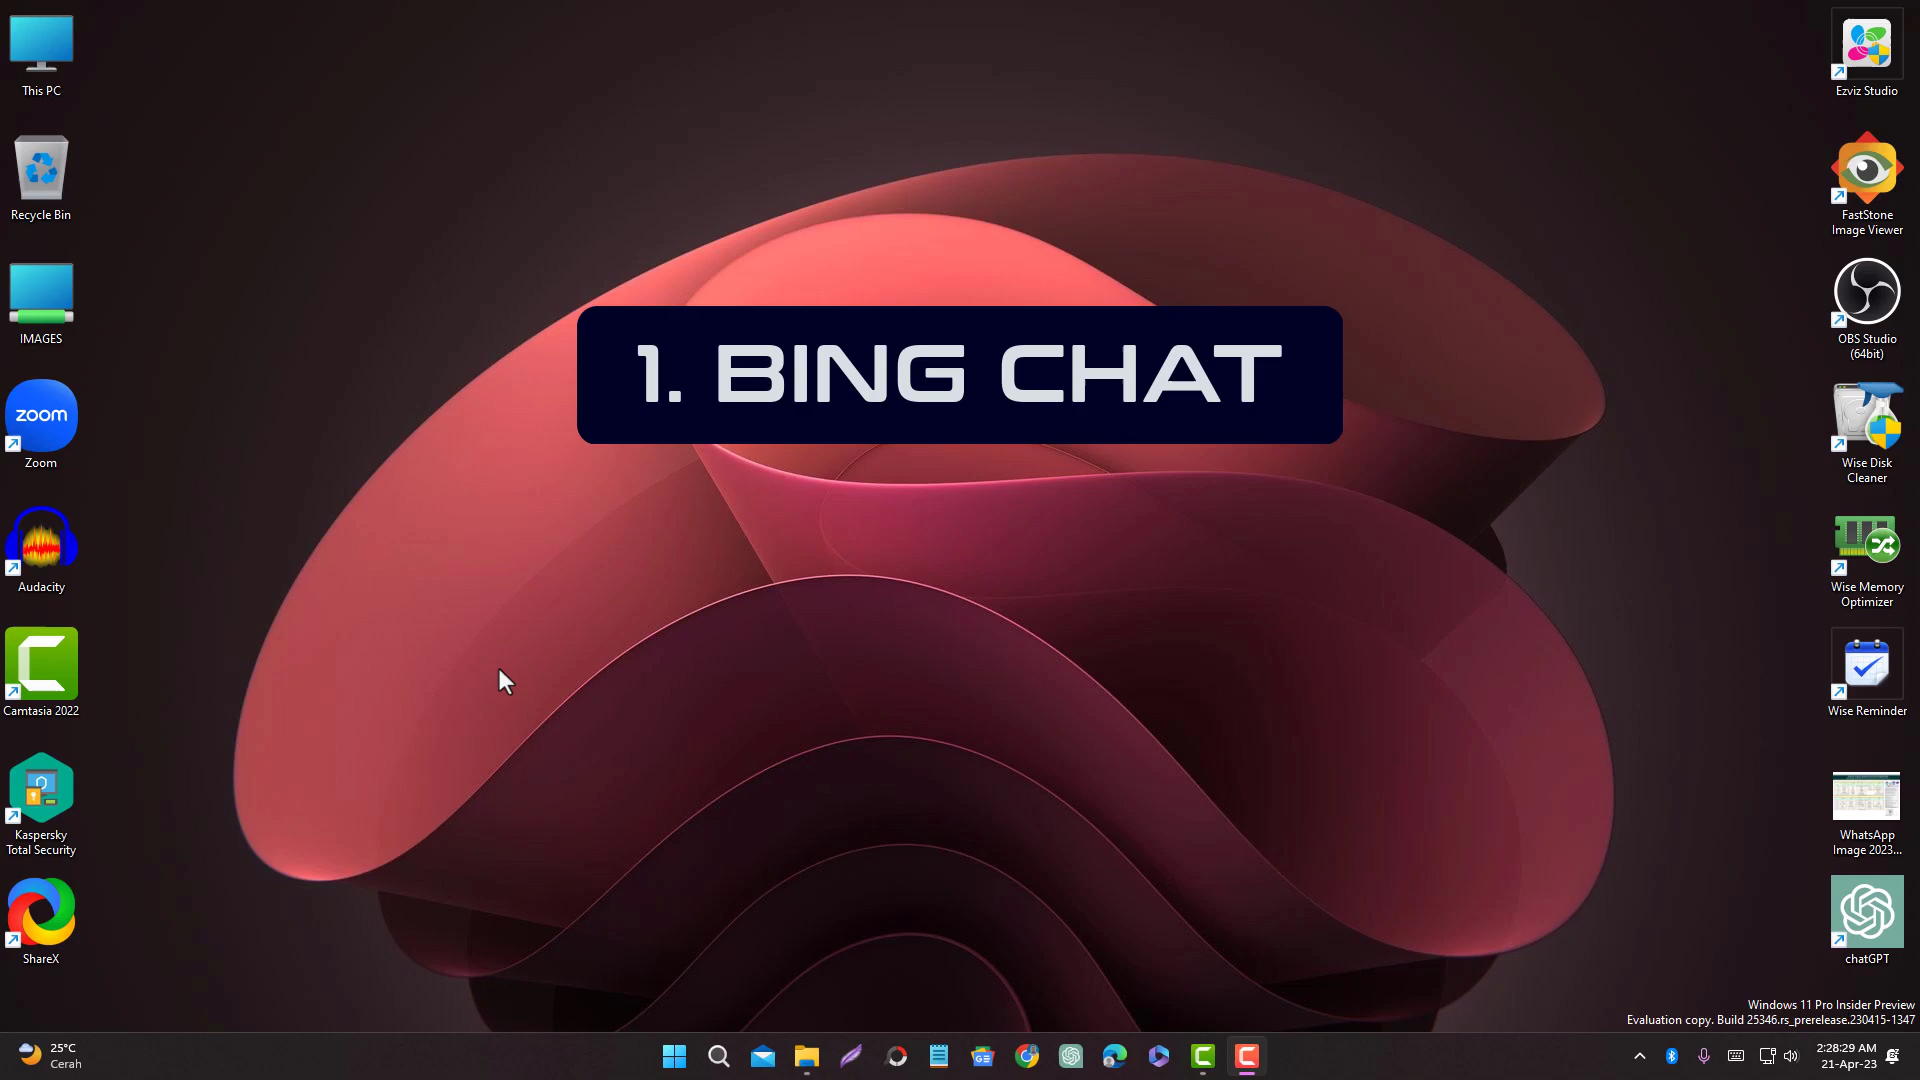 This PC
Recycle Bin
IMAGES
zoom
Zoom
Audacity
Camtasia 2022
Kaspersky
Total Security
ShareX
1. BING CHAT
Ezviz Studio
FastStone
Image Viewer
OBS Studio
(64bit)
Wise Disk
Cleaner
Wise Memory
Optimizer
Wise Reminder
WhatsApp
Image 2023...
chatGPT
Windows 11 Pro Insider Preview
Evaluation copy. Build 25346.rs_prerelease.230415-1347
25°C
Cerah
GE
2:28:29 AM
21-Apr-23